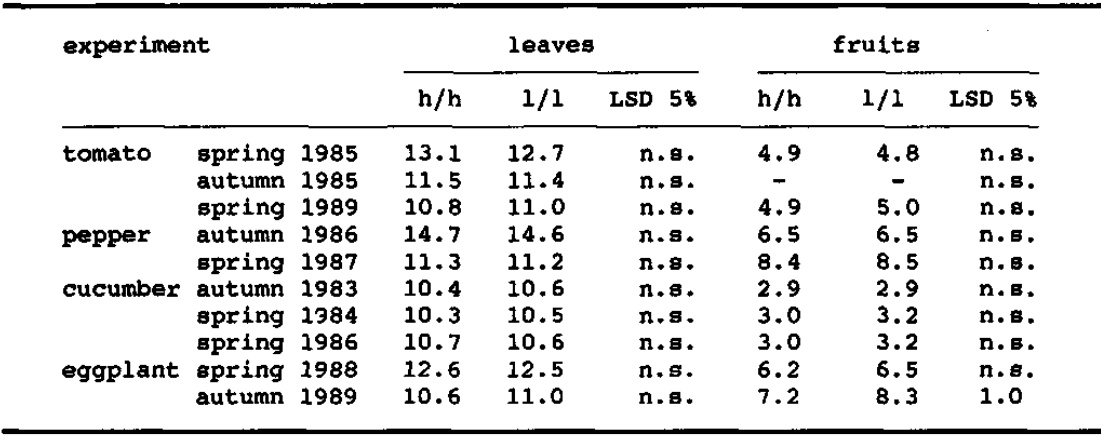 experiment leaves fruits
h/h l/l LSD 5% h/h l/l LSD 5%
tomato spring 1985 13.1 12.7 n.s. 4.9 4.8 n.s.
autumn 1985 11.5 11.4 n.s. - - n.s.
spring 1989 10.8 11.0 n.s. 4.9 5.0 n.s.
pepper autumn 1986 14.7 14.6 n.s. 6.5 6.5 n.s.
spring 1987 11.3 11.2 n.s. 8.4 8.5 n.s.
cucumber autumn 1983 10.4 10.6 n.s. 2.9 2.9 n.s.
spring 1984 10.3 10.5 n.s. 3.0 3.2 n.s.
spring 1986 10.7 10.6 n.s. 3.0 3.2 n.s.
eggplant spring 1988 12.6 12.5 n.s. 6.2 6.5 n.s.
autumn 1989 10.6 11.0 n.s. 7.2 8.3 1.0